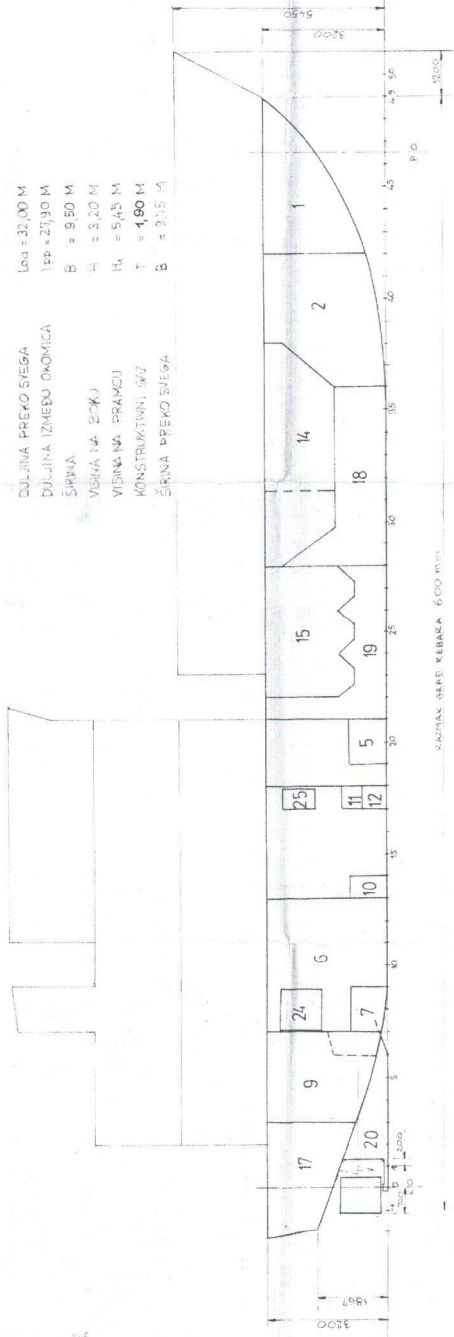 DULJINA PREKO SVEGA Loa = 32,00 M
DULJINA IZMEĐU OKOMICA lpp = 27,90 M
ŠIRINA B = 9,50 M
VISINA NA BOKU H = 3,20 M
VISINA NA PRAMCU H₁ = 5,45 M
KONSTRUKTIVNI GAZ T = 1,90 M
ŠIRINA PREKO SVEGA B =
5450
3200
1200
1
2
14
18
15
19
5
25
11
12
10
6
24
7
9
17
20
0 5 10 15 20 25 30 35 40 45 49 50
200
1867
3200
RAZMAK GRAD. REBARA 600 mm